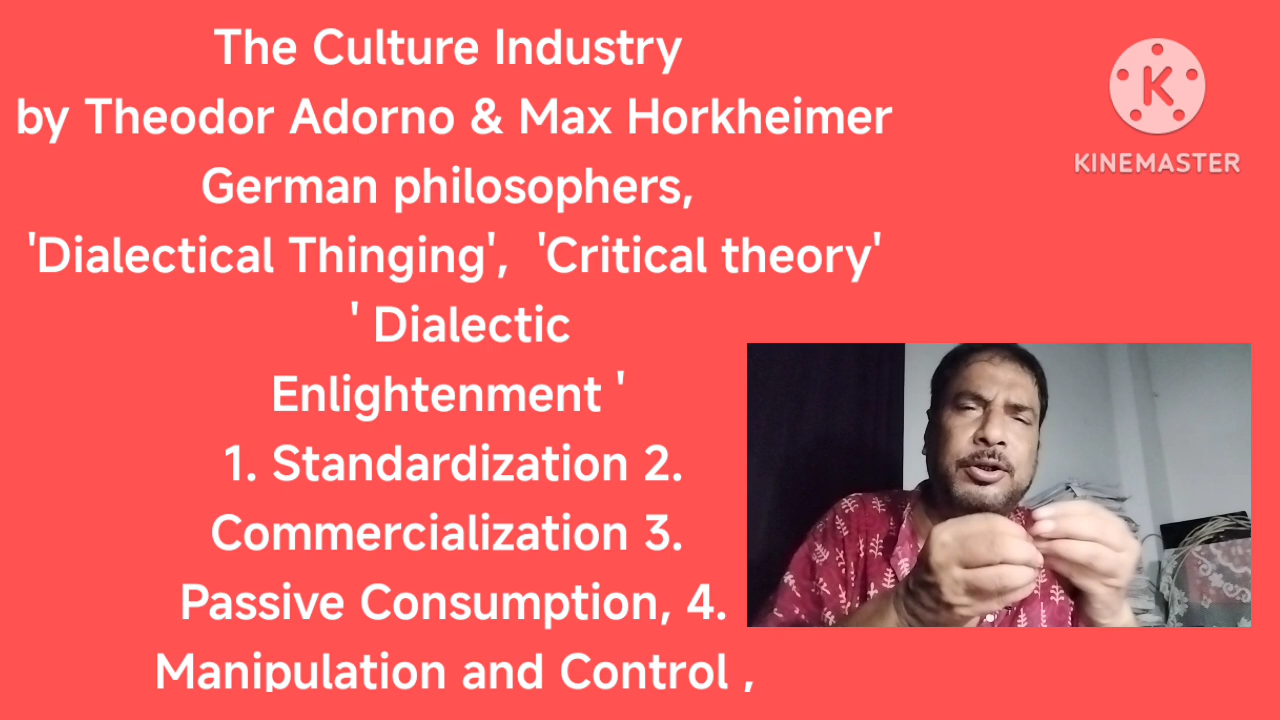 The Culture Industry
by Theodor Adorno & Max Horkheimer
German philosophers,
'Dialectical Thinging', 'Critical theory'
' Dialectic
Enlightenment '
1. Standardization 2.
Commercialization 3.
Passive Consumption, 4.
Manipulation and Control ,
K
KINEMASTER